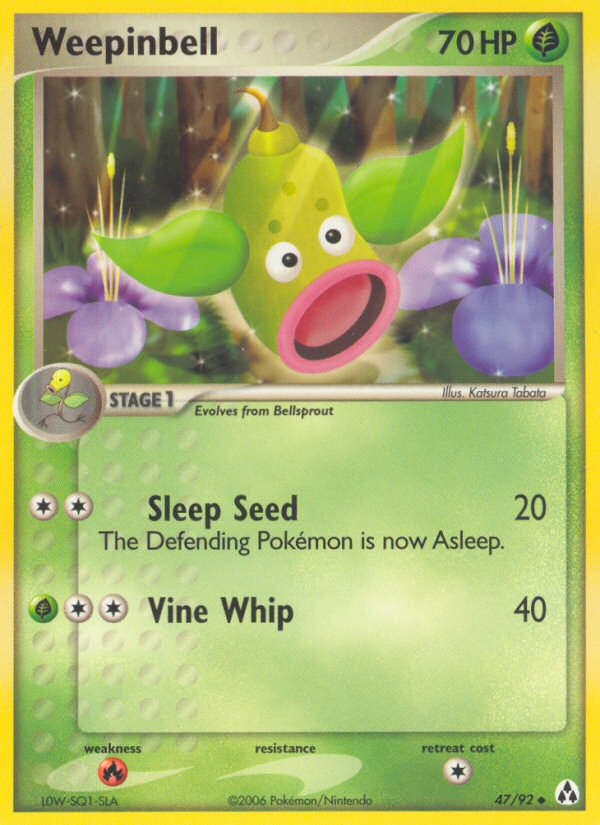 Weepinbell 70 HP
Illus. Katsura Tabata
STAGE 1
Evolves from Bellsprout
Sleep Seed 20
The Defending Pokémon is now Asleep.
Vine Whip 40
weakness resistance retreat cost
L0W-SQ1-SLA ©2006 Pokémon/Nintendo 47/92